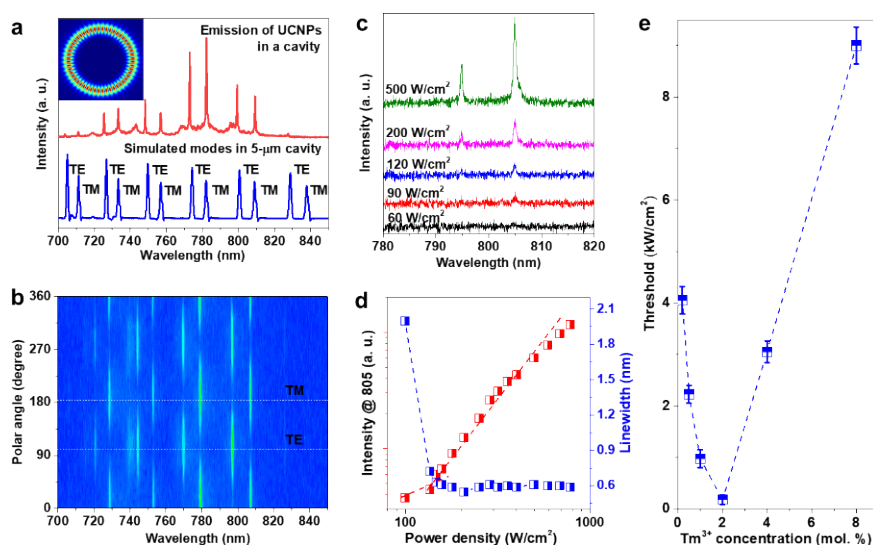 a
Emission of UCNPs
in a cavity
Simulated modes in 5-μm cavity
TE TE TE TE TE TE
TM TM TM TM TM TM
Intensity (a. u.)
700 720 740 760 780 800 820 840
Wavelength (nm)
b
360
270
180
90
0
TM
TE
Polar angle (degree)
700 720 740 760 780 800 820 840
Wavelength (nm)
c
500 W/cm²
200 W/cm²
120 W/cm²
90 W/cm²
60 W/cm²
Intensity (a. u.)
780 790 800 810 820
Wavelength (nm)
d
Intensity @ 805 (a. u.)
2.1
1.8
1.5
1.2
0.9
0.6
Linewidth (nm)
100 1000
Power density (W/cm²)
e
8
6
4
2
0
Threshold (kW/cm²)
0 2 4 6 8
Tm³⁺ concentration (mol. %)